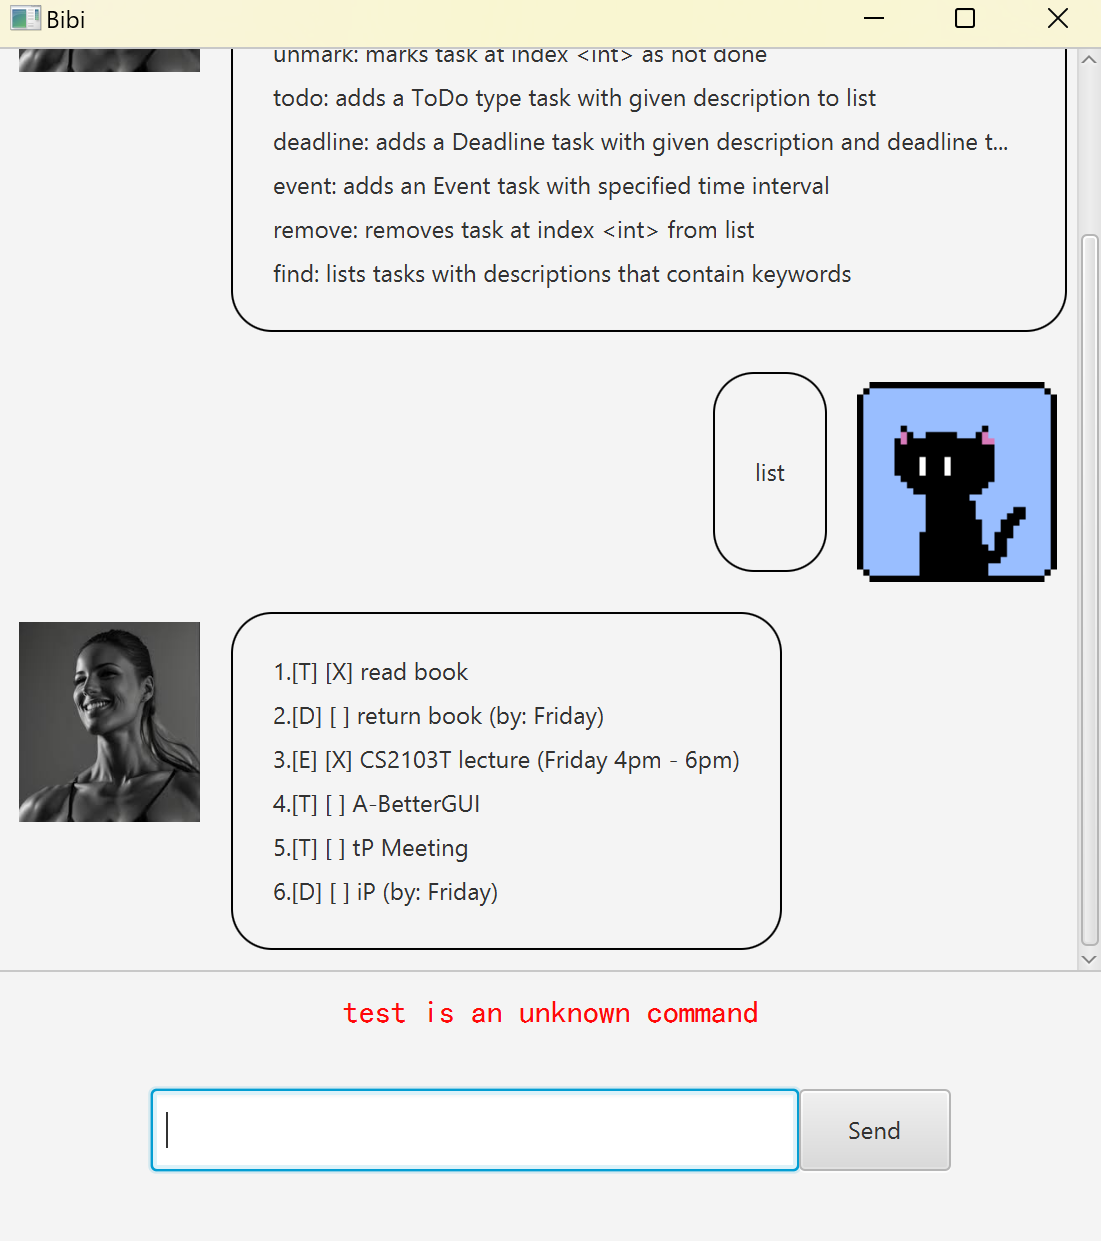 Bibi
unmark: marks task at index <int> as not done
todo: adds a ToDo type task with given description to list
deadline: adds a Deadline task with given description and deadline t...
event: adds an Event task with specified time interval
remove: removes task at index <int> from list
find: lists tasks with descriptions that contain keywords
list
1.[T] [X] read book
2.[D] [ ] return book (by: Friday)
3.[E] [X] CS2103T lecture (Friday 4pm - 6pm)
4.[T] [ ] A-BetterGUI
5.[T] [ ] tP Meeting
6.[D] [ ] iP (by: Friday)
test is an unknown command
Send